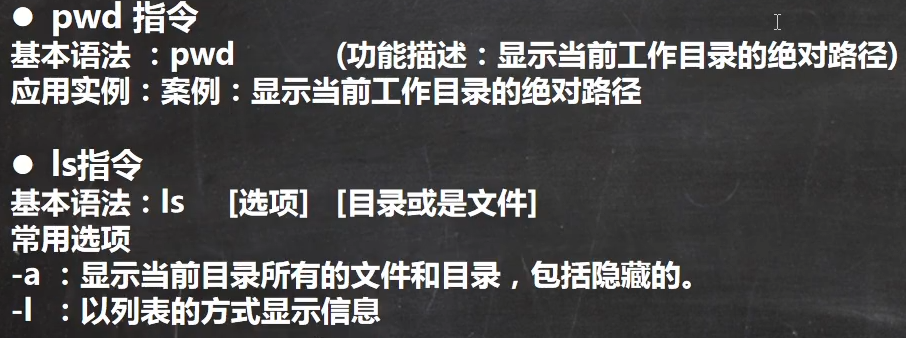 ● pwd 指令
基本语法 ：pwd (功能描述：显示当前工作目录的绝对路径)
应用实例：案例：显示当前工作目录的绝对路径
● ls指令
基本语法：ls [选项] [目录或是文件]
常用选项
-a ：显示当前目录所有的文件和目录，包括隐藏的。
-l ：以列表的方式显示信息